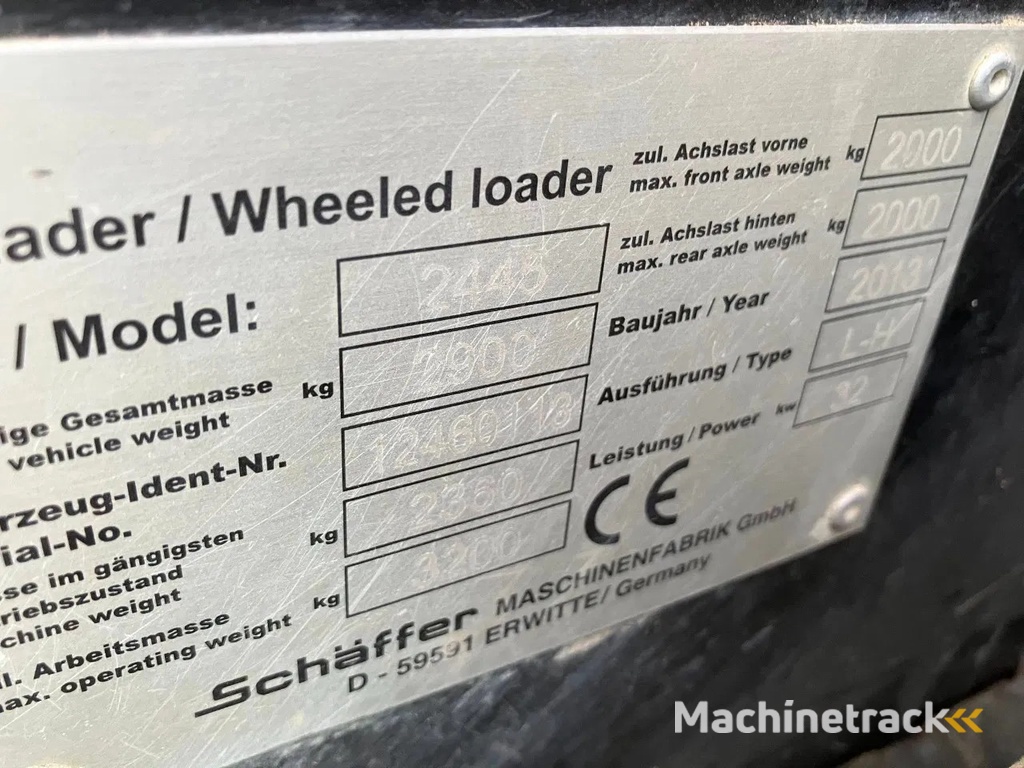 ader / Wheeled loader
zul. Achslast vorne
max. front axle weight kg 2000
zul. Achslast hinten
max. rear axle weight kg 2000
/ Model: 2445
Baujahr / Year 2013
ige Gesamtmasse
vehicle weight kg 2900
Ausführung / Type L-H
rzeug-Ident-Nr.
ial-No.
Leistung / Power kw 32
sse im gängigsten
riebszustand
chine weight kg 2360
l. Arbeitsmasse
ax. operating weight kg 3200
CE
Schäffer MASCHINENFABRIK GmbH
D - 59591 ERWITTE/ Germany
Machinetrack